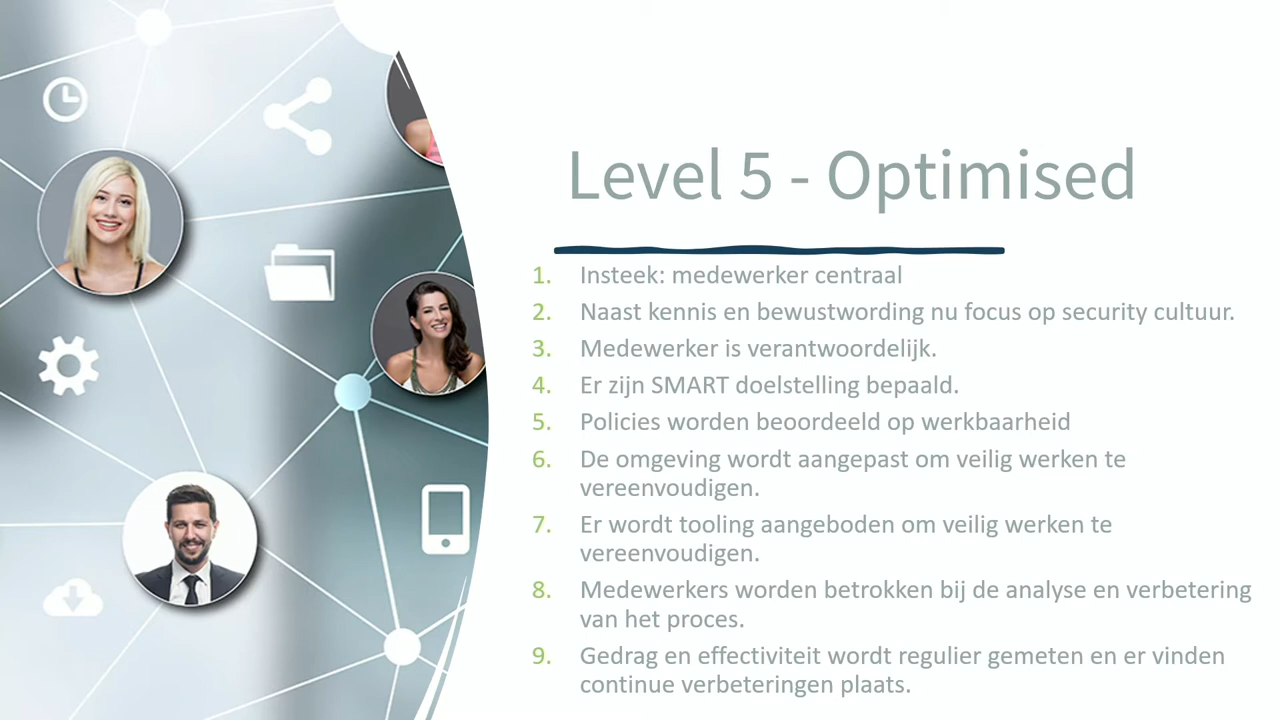 Level 5 - Optimised
1. Insteek: medewerker centraal
2. Naast kennis en bewustwording nu focus op security cultuur.
3. Medewerker is verantwoordelijk.
4. Er zijn SMART doelstelling bepaald.
5. Policies worden beoordeeld op werkbaarheid
6. De omgeving wordt aangepast om veilig werken te
vereenvoudigen.
7. Er wordt tooling aangeboden om veilig werken te
vereenvoudigen.
8. Medewerkers worden betrokken bij de analyse en verbetering
van het proces.
9. Gedrag en effectiviteit wordt regulier gemeten en er vinden
continue verbeteringen plaats.